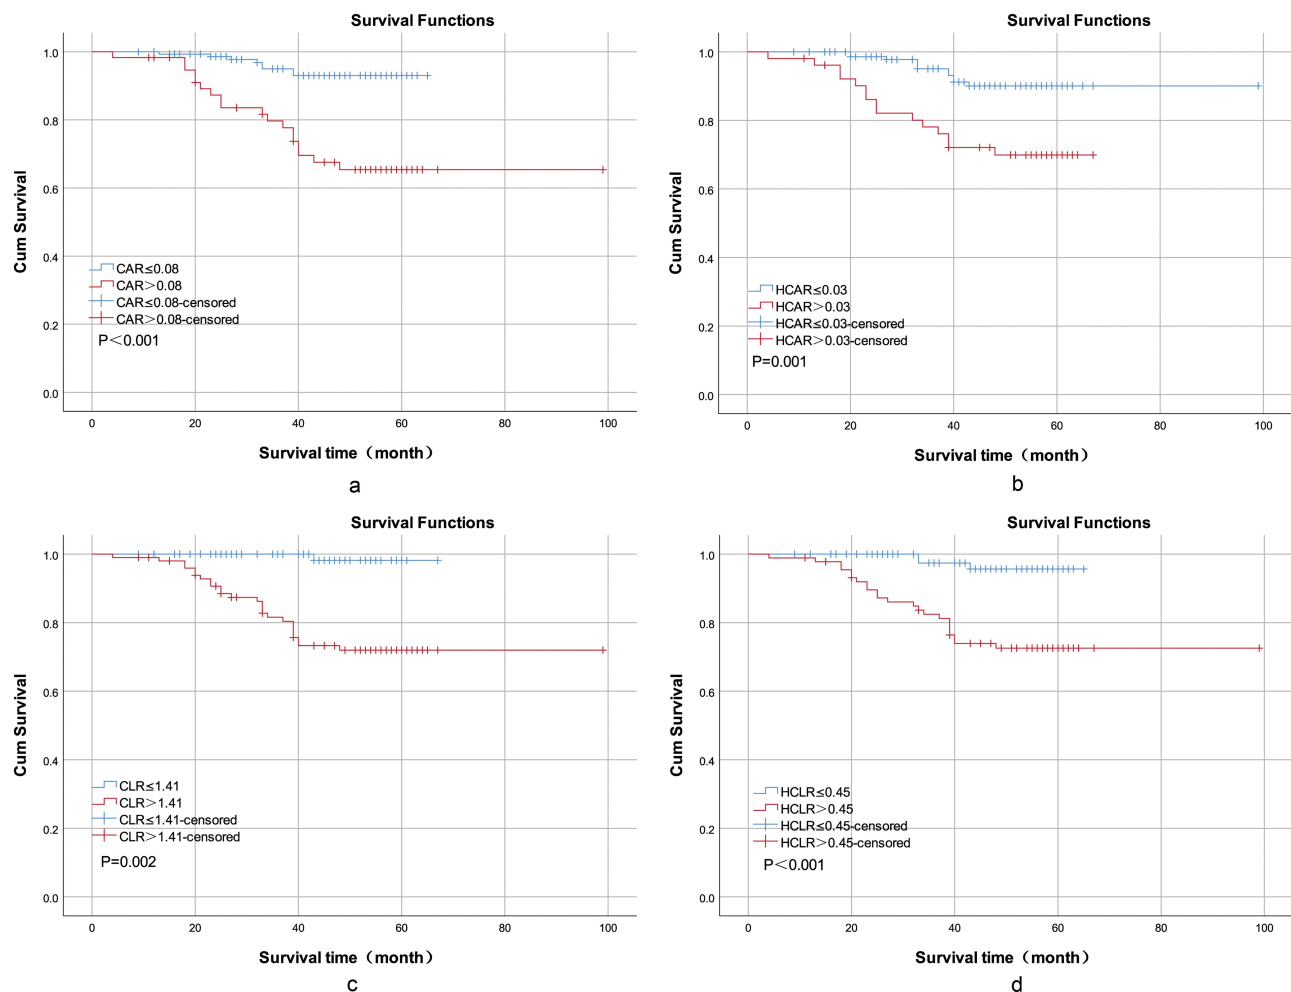 Survival Functions
1.0
0.8
0.6
0.4
0.2
0.0
Cum Survival
CAR≤0.08
CAR＞0.08
CAR≤0.08-censored
CAR＞0.08-censored
P＜0.001
0 20 40 60 80 100
Survival time（month）
a
Survival Functions
1.0
0.8
0.6
0.4
0.2
0.0
Cum Survival
HCAR≤0.03
HCAR＞0.03
HCAR≤0.03-censored
HCAR＞0.03-censored
P=0.001
0 20 40 60 80 100
Survival time（month）
b
Survival Functions
1.0
0.8
0.6
0.4
0.2
0.0
Cum Survival
CLR≤1.41
CLR＞1.41
CLR≤1.41-censored
CLR＞1.41-censored
P=0.002
0 20 40 60 80 100
Survival time（month）
c
Survival Functions
1.0
0.8
0.6
0.4
0.2
0.0
Cum Survival
HCLR≤0.45
HCLR＞0.45
HCLR≤0.45-censored
HCLR＞0.45-censored
P＜0.001
0 20 40 60 80 100
Survival time（month）
d